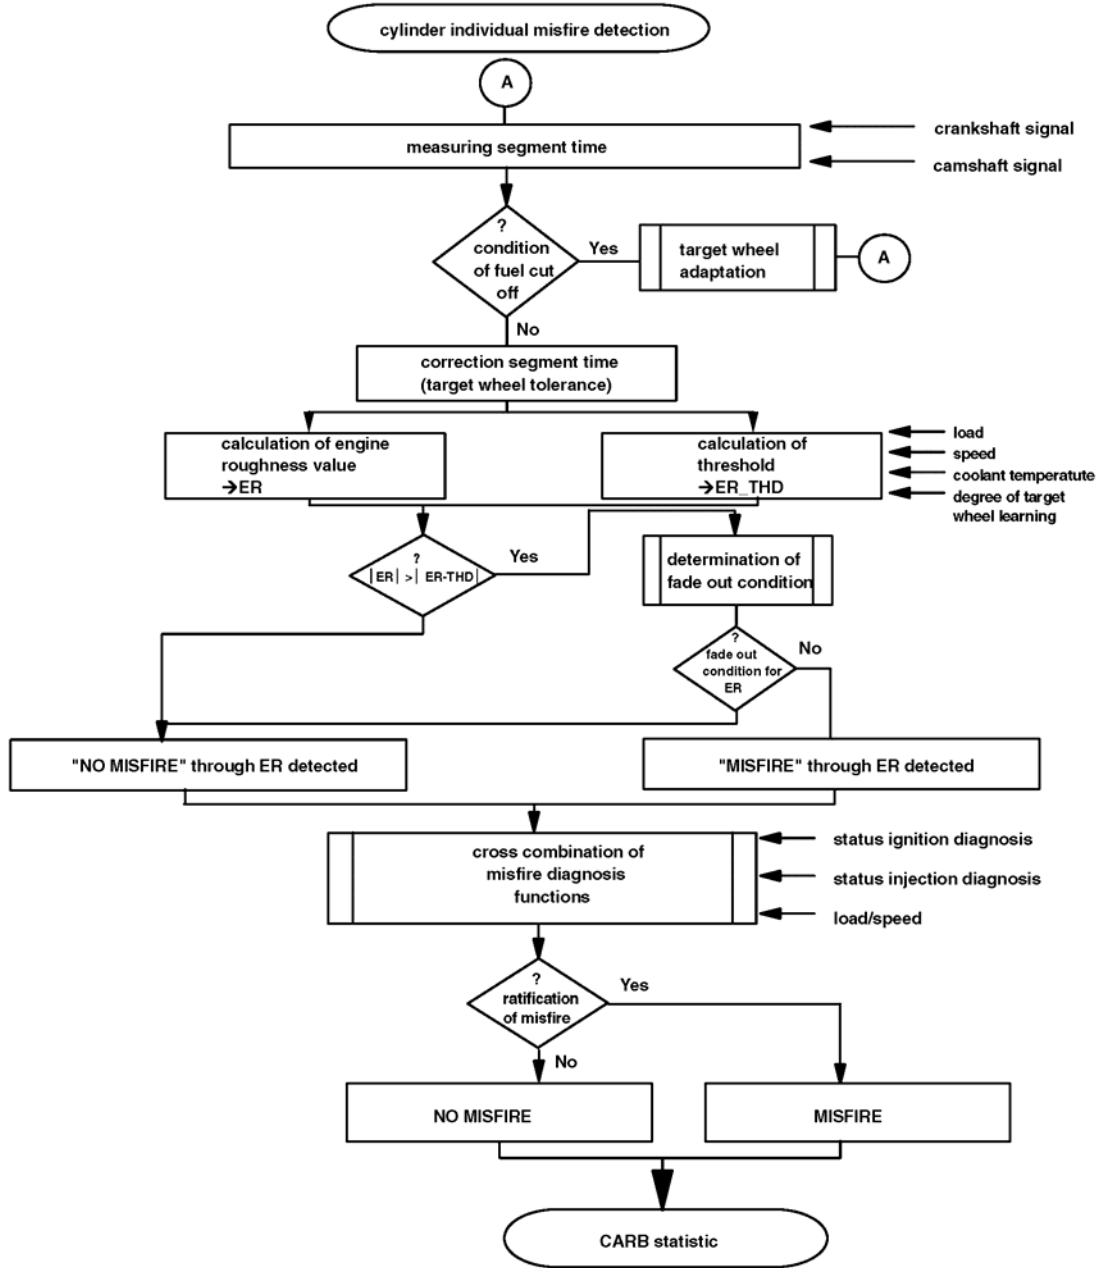 cylinder individual misfire detection
A
measuring segment time
crankshaft signal
camshaft signal
?
condition
of fuel cut
off
Yes
target wheel
adaptation
A
No
correction segment time
(target wheel tolerance)
calculation of engine
roughness value
→ER
calculation of
threshold
→ER_THD
load
speed
coolant temperatute
degree of target
wheel learning
?
|ER| >| ER-THD|
Yes
determination of
fade out condition
?
fade out
condition for
ER
No
"NO MISFIRE" through ER detected
"MISFIRE" through ER detected
cross combination of
misfire diagnosis
functions
status ignition diagnosis
status injection diagnosis
load/speed
?
ratification
of misfire
Yes
No
NO MISFIRE
MISFIRE
CARB statistic